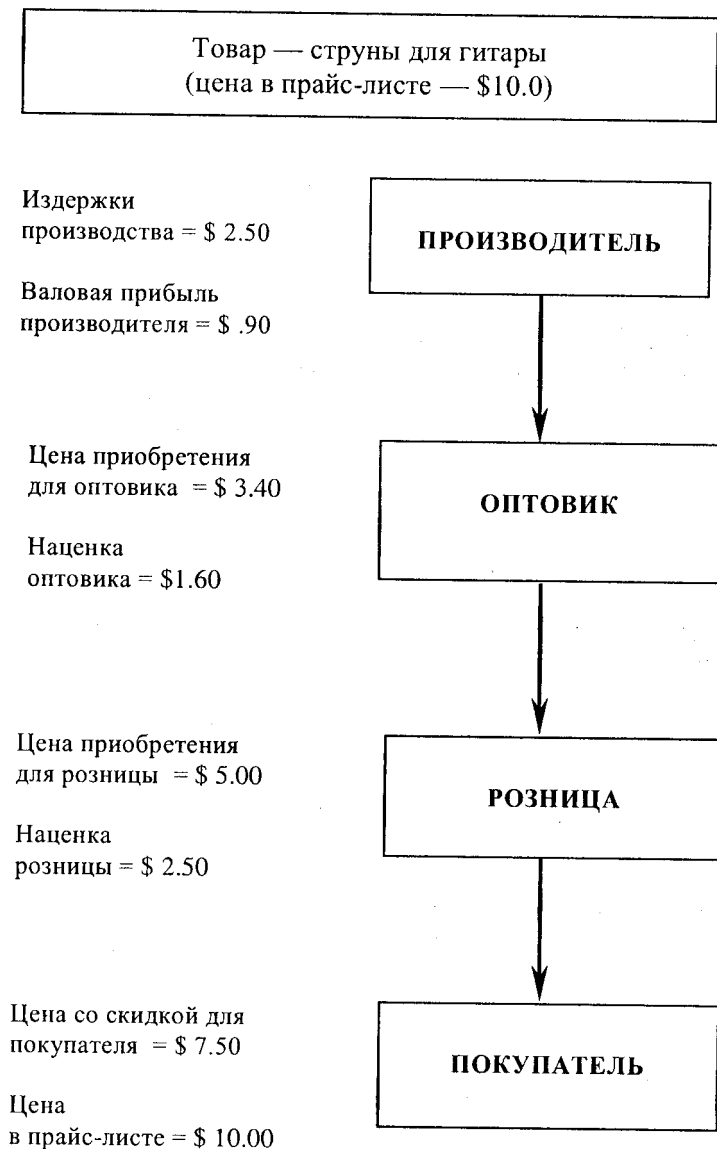 Товар — струны для гитары
(цена в прайс-листе — $10.0)
Издержки
производства = $ 2.50
ПРОИЗВОДИТЕЛЬ
Валовая прибыль
производителя = $ .90
Цена приобретения
для оптовика = $ 3.40
ОПТОВИК
Наценка
оптовика = $1.60
Цена приобретения
для розницы = $ 5.00
РОЗНИЦА
Наценка
розницы = $ 2.50
Цена со скидкой для
покупателя = $ 7.50
ПОКУПАТЕЛЬ
Цена
в прайс-листе = $ 10.00